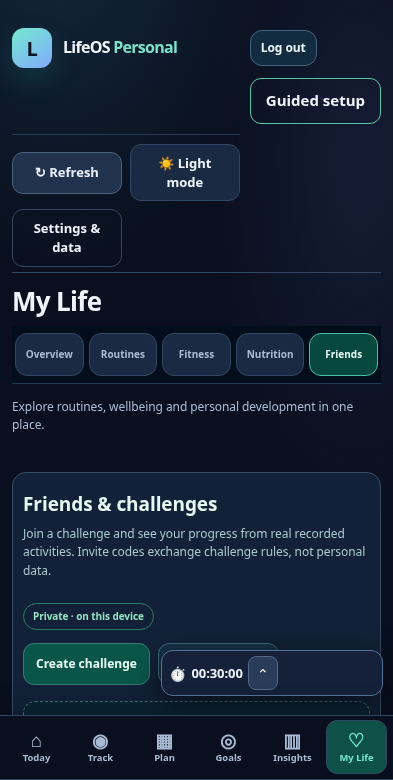 L LifeOS Personal
Log out
Guided setup
↻ Refresh
☀️ Light
mode
Settings &
data
My Life
Overview Routines Fitness Nutrition Friends
Explore routines, wellbeing and personal development in one
place.
Friends & challenges
Join a challenge and see your progress from real recorded
activities. Invite codes exchange challenge rules, not personal
data.
Private · on this device
Create challenge
⏱️ 00:30:00 ^
Today Track Plan Goals Insights My Life